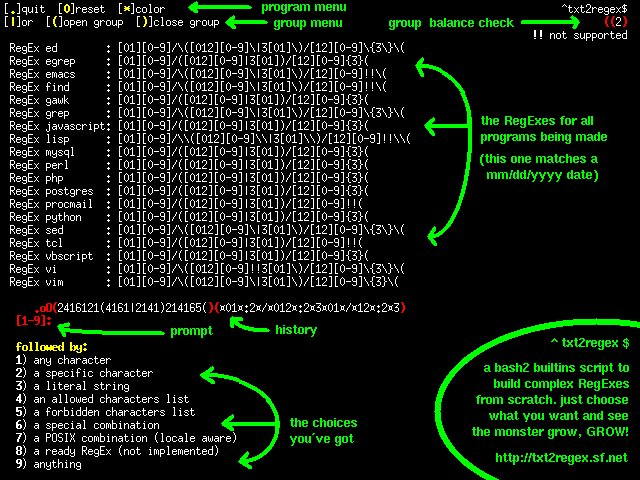 [.]quit [0]reset [*]color program menu ^txt2regex$
[|]or [(]open group [)]close group group menu group balance check ((2)
!! not supported
RegEx ed : [01][0-9]/\([012][0-9]\|3[01]\)/[12][0-9]\{3\}\(
RegEx egrep : [01][0-9]/([012][0-9]|3[01])/[12][0-9]{3}(
RegEx emacs : [01][0-9]/\([012][0-9]\|3[01]\)/[12][0-9]!!\(
RegEx find : [01][0-9]/\([012][0-9]\|3[01]\)/[12][0-9]!!\(
RegEx gawk : [01][0-9]/([012][0-9]|3[01])/[12][0-9]{3}(
RegEx grep : [01][0-9]/\([012][0-9]\|3[01]\)/[12][0-9]\{3\}\(
RegEx javascript: [01][0-9]/([012][0-9]|3[01])/[12][0-9]{3}(
RegEx lisp : [01][0-9]/\\([012][0-9]\\|3[01]\\)/[12][0-9]!!\\(
RegEx mysql : [01][0-9]/([012][0-9]|3[01])/[12][0-9]{3}(
RegEx perl : [01][0-9]/([012][0-9]|3[01])/[12][0-9]{3}(
RegEx php : [01][0-9]/([012][0-9]|3[01])/[12][0-9]{3}(
RegEx postgres : [01][0-9]/([012][0-9]|3[01])/[12][0-9]{3}(
RegEx procmail : [01][0-9]/([012][0-9]|3[01])/[12][0-9]!!(
RegEx python : [01][0-9]/([012][0-9]|3[01])/[12][0-9]{3}(
RegEx sed : [01][0-9]/\([012][0-9]\|3[01]\)/[12][0-9]\{3\}\(
RegEx tcl : [01][0-9]/([012][0-9]|3[01])/[12][0-9]!!(
RegEx vbscript : [01][0-9]/([012][0-9]|3[01])/[12][0-9]{3}(
RegEx vi : [01][0-9]/\([012][0-9]!!3[01]\)/[12][0-9]\{3\}\(
RegEx vim : [01][0-9]/\([012][0-9]\|3[01]\)/[12][0-9]\{3}\(
the RegExes for all
programs being made
(this one matches a
mm/dd/yyyy date)
.oO(2416121(4161|2141)214165()(×01×:2×/×012×:2×3×01×/×12×:2×3)
[1-9]: prompt history
followed by:
1) any character
2) a specific character
3) a literal string
4) an allowed characters list
5) a forbidden characters list
6) a special combination
7) a POSIX combination (locale aware)
8) a ready RegEx (not implemented)
9) anything
the choices
you've got
^ txt2regex $
a bash2 builtins script to
build complex RegExes
from scratch. just choose
what you want and see
the monster grow, GROW!
http://txt2regex.sf.net